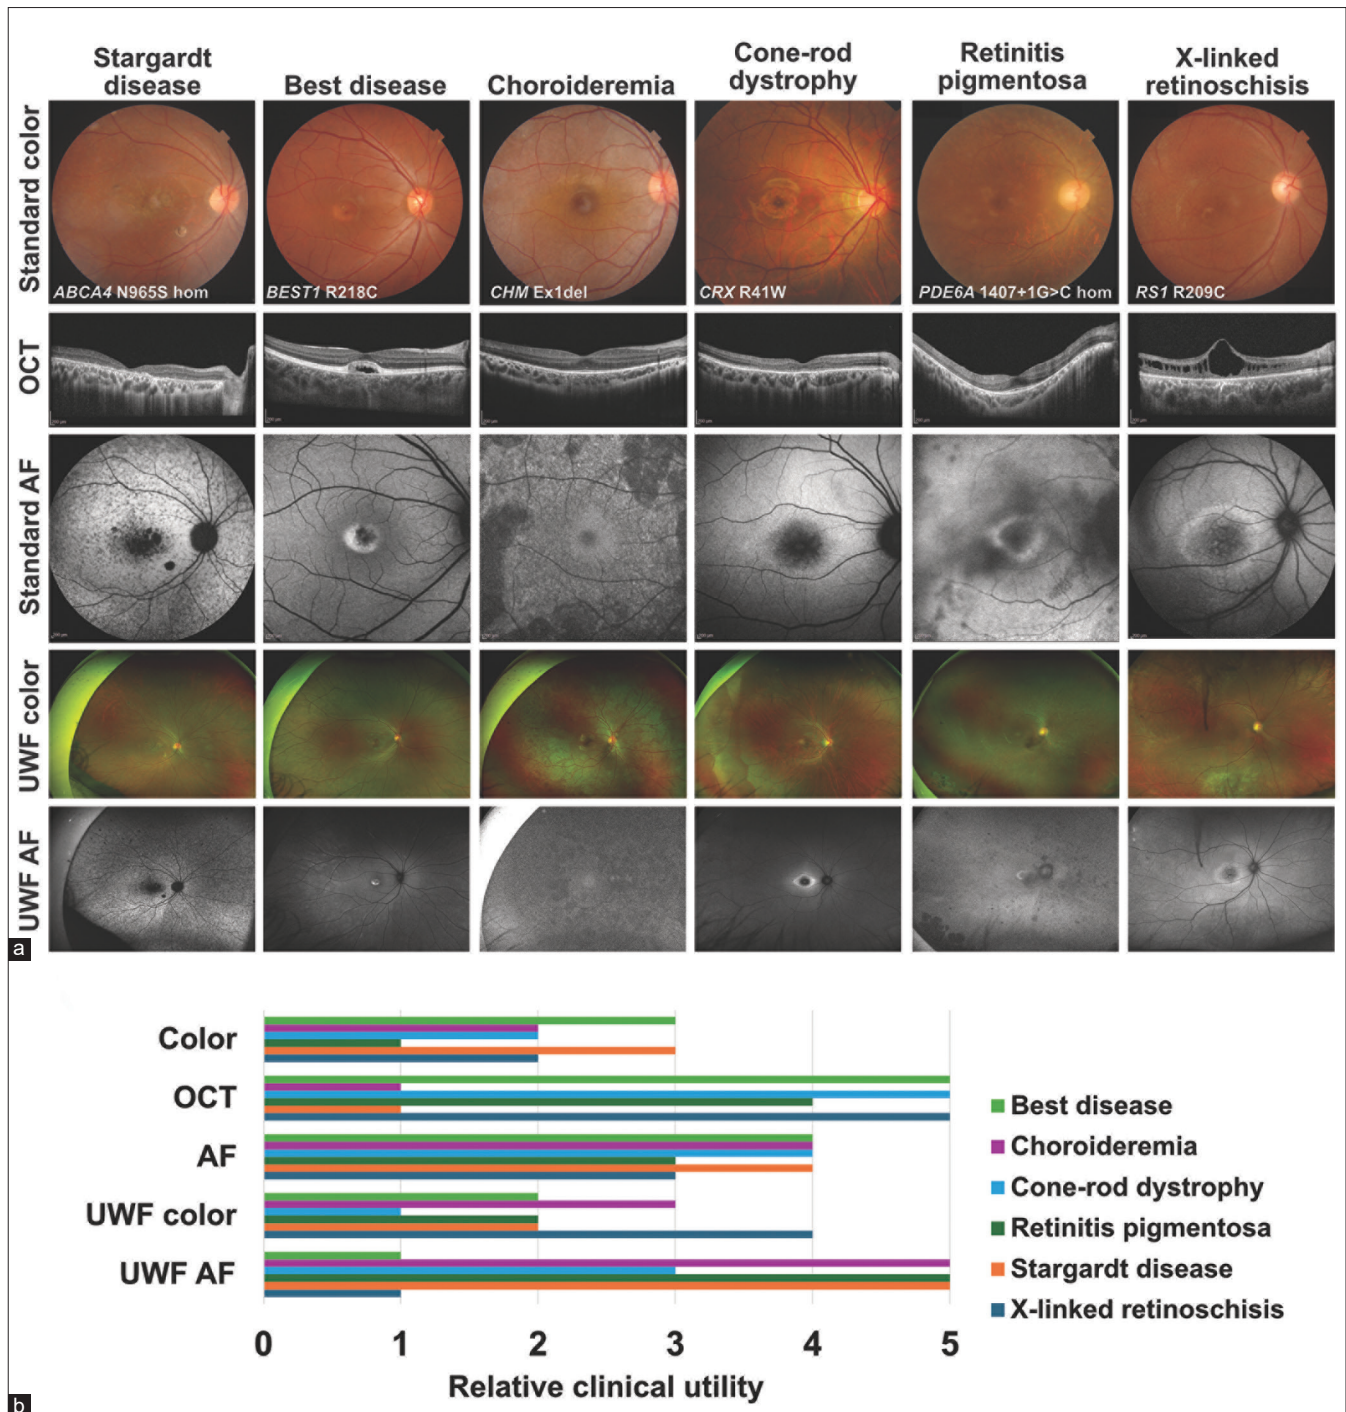 Stargardt
disease
Best disease
Choroideremia
Cone-rod
dystrophy
Retinitis
pigmentosa
X-linked
retinoschisis
Standard color
ABCA4 N965S hom
BEST1 R218C
CHM Ex1del
CRX R41W
PDE6A 1407+1G>C hom
RS1 R209C
OCT
Standard AF
UWF color
UWF AF
a
Color
OCT
AF
UWF color
UWF AF
0 1 2 3 4 5
Relative clinical utility
Best disease
Choroideremia
Cone-rod dystrophy
Retinitis pigmentosa
Stargardt disease
X-linked retinoschisis
b